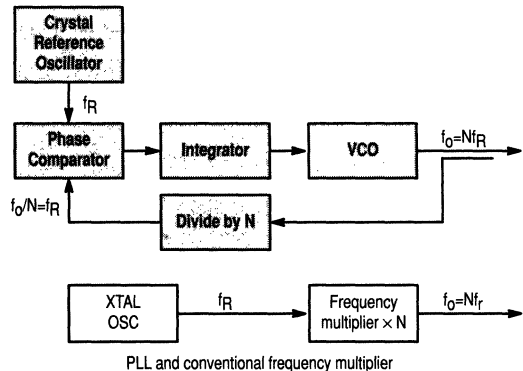 Crystal
Reference
Oscillator
fR
Phase
Comparator
Integrator
VCO
fo=NfR
fo/N=fR
Divide by N
XTAL
OSC
fR
Frequency
multiplier × N
fo=Nfr
PLL and conventional frequency multiplier